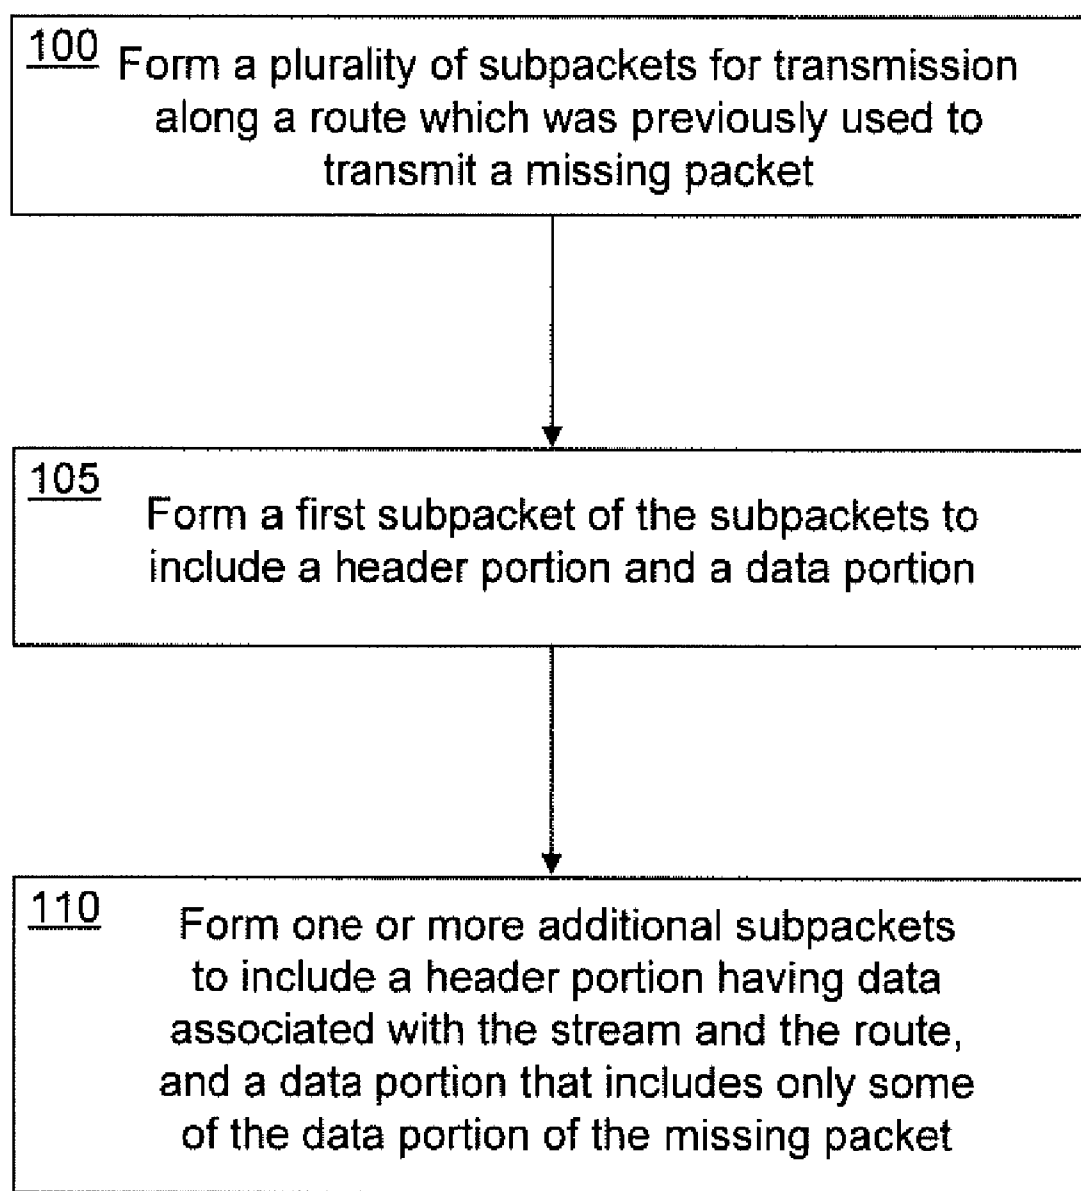 100 Form a plurality of subpackets for transmission
along a route which was previously used to
transmit a missing packet
105
Form a first subpacket of the subpackets to
include a header portion and a data portion
110
Form one or more additional subpackets
to include a header portion having data
associated with the stream and the route,
and a data portion that includes only some
of the data portion of the missing packet